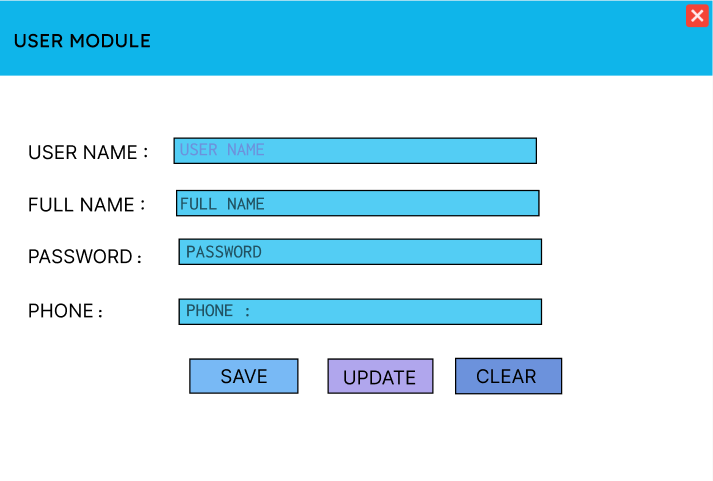 USER MODULE
USER NAME : USER NAME
FULL NAME : FULL NAME
PASSWORD : PASSWORD
PHONE : PHONE :
SAVE UPDATE CLEAR